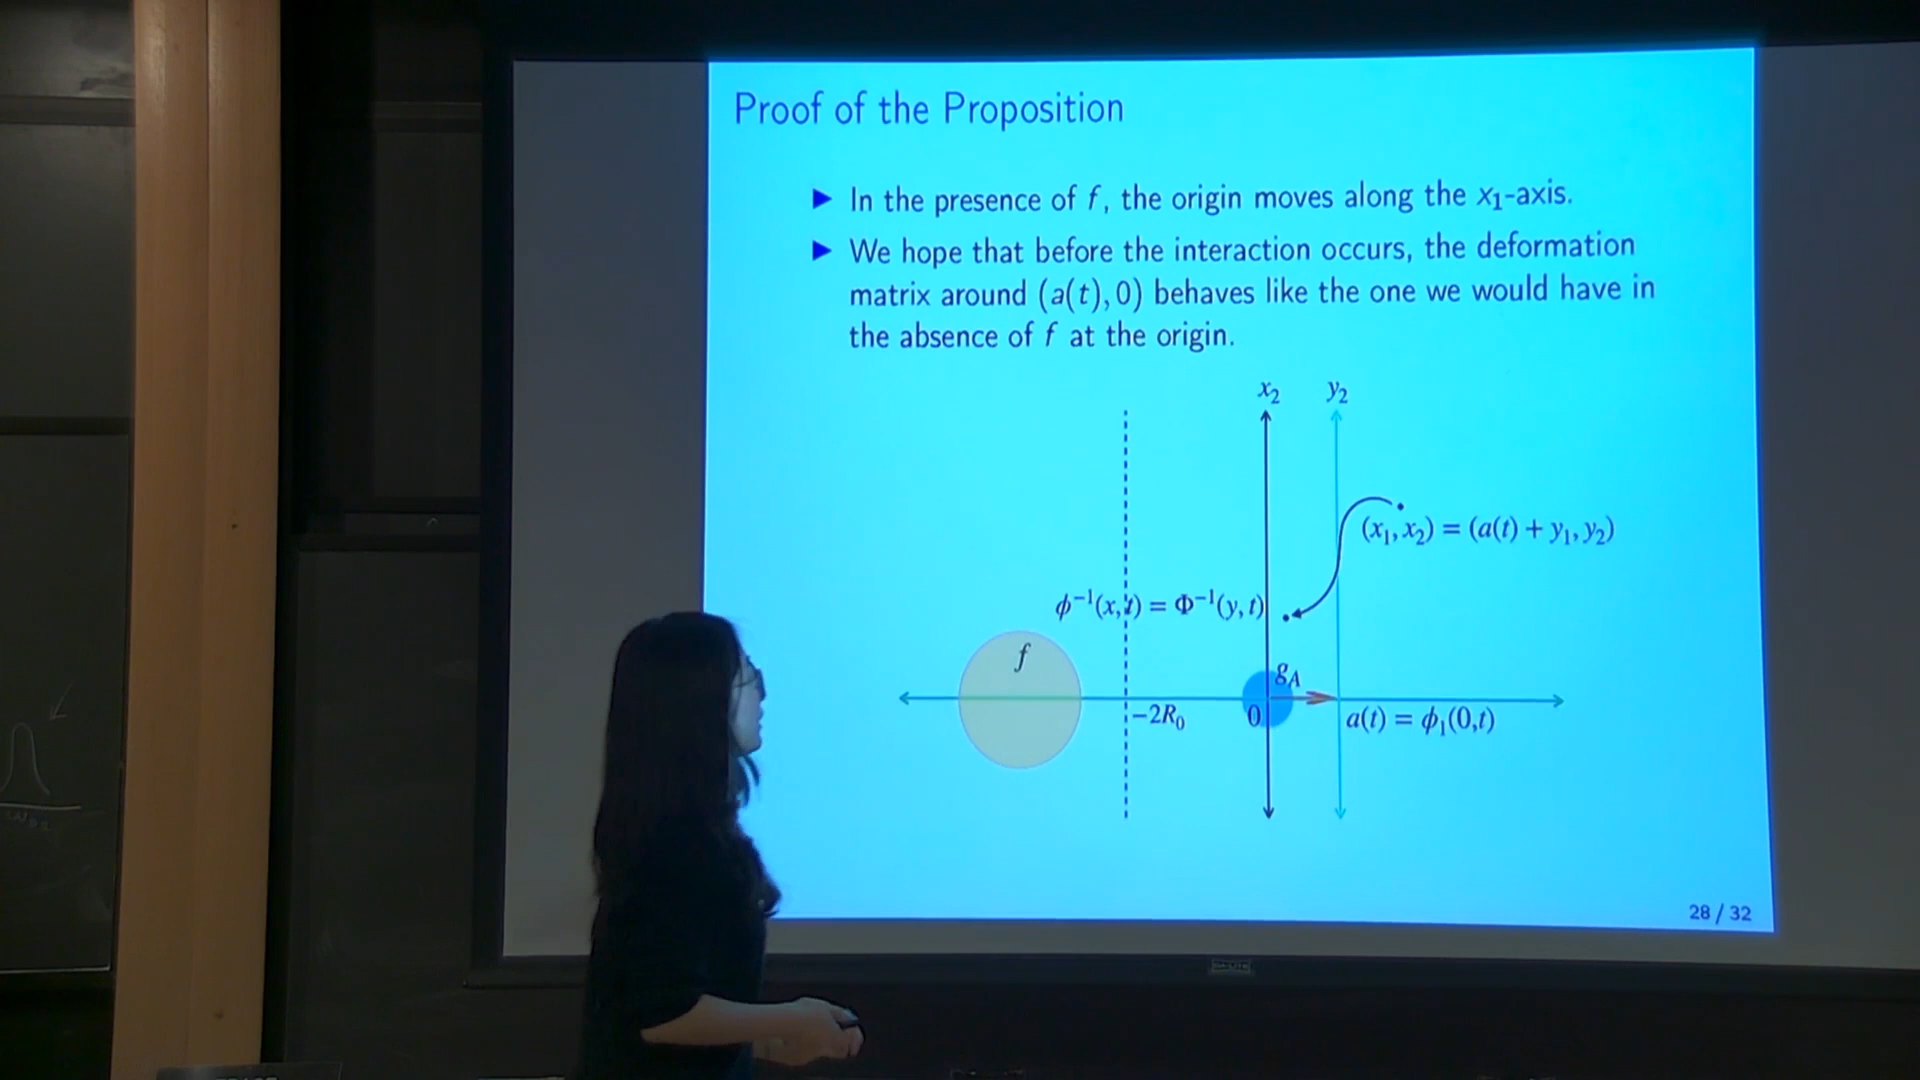 Proof of the Proposition
▶ In the presence of f, the origin moves along the x₁-axis.
▶ We hope that before the interaction occurs, the deformation
matrix around (a(t), 0) behaves like the one we would have in
the absence of f at the origin.
x₂ y₂
(x₁, x₂) = (a(t) + y₁, y₂)
ϕ⁻¹(x, t) = Φ⁻¹(y, t)
f
g_A
−2R₀ 0 a(t) = ϕ₁(0,t)
28 / 32